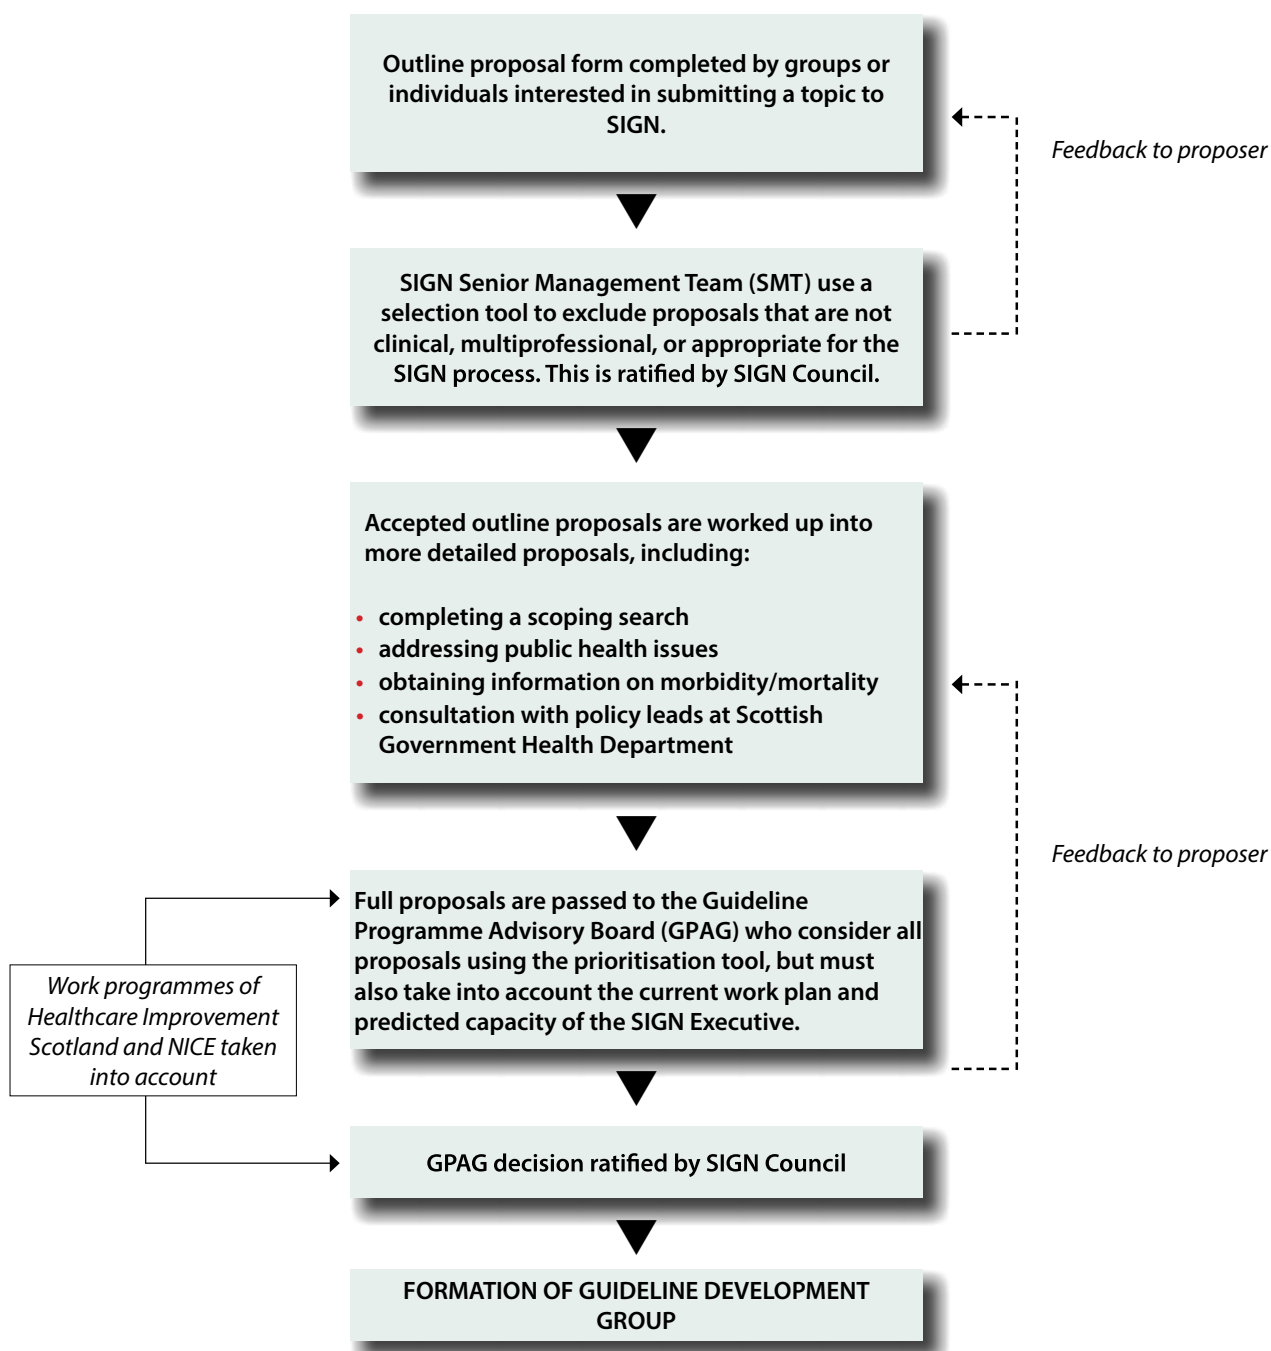 Outline proposal form completed by groups or
individuals interested in submitting a topic to
SIGN.
Feedback to proposer
SIGN Senior Management Team (SMT) use a
selection tool to exclude proposals that are not
clinical, multiprofessional, or appropriate for the
SIGN process. This is ratified by SIGN Council.
Accepted outline proposals are worked up into
more detailed proposals, including:
• completing a scoping search
• addressing public health issues
• obtaining information on morbidity/mortality
• consultation with policy leads at Scottish
Government Health Department
Feedback to proposer
Full proposals are passed to the Guideline
Programme Advisory Board (GPAG) who consider all
proposals using the prioritisation tool, but must
also take into account the current work plan and
predicted capacity of the SIGN Executive.
Work programmes of
Healthcare Improvement
Scotland and NICE taken
into account
GPAG decision ratified by SIGN Council
FORMATION OF GUIDELINE DEVELOPMENT
GROUP